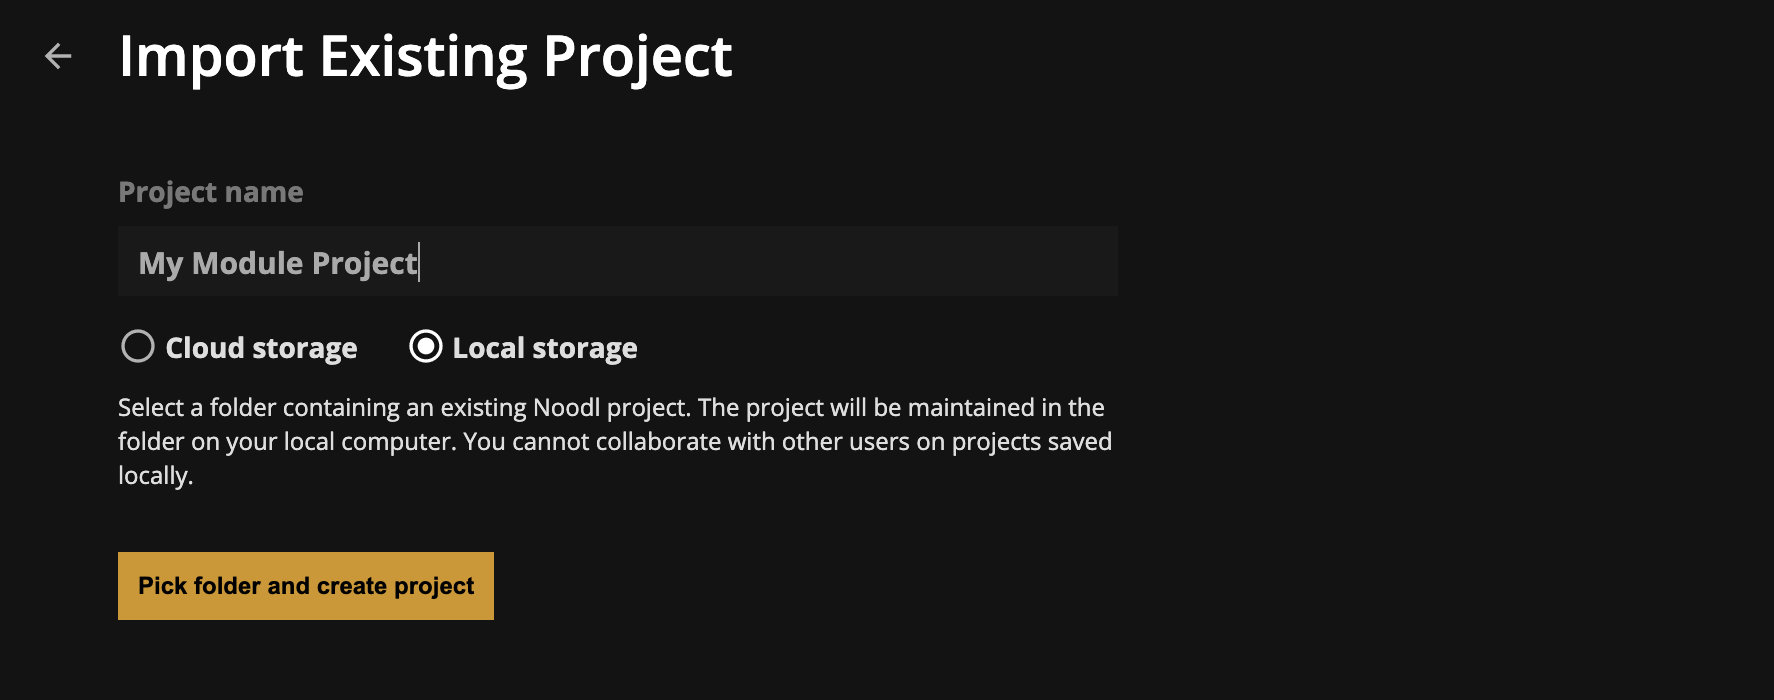 Import Existing Project
Project name
My Module Project
Cloud storage Local storage
Select a folder containing an existing Noodl project. The project will be maintained in the
folder on your local computer. You cannot collaborate with other users on projects saved
locally.
Pick folder and create project